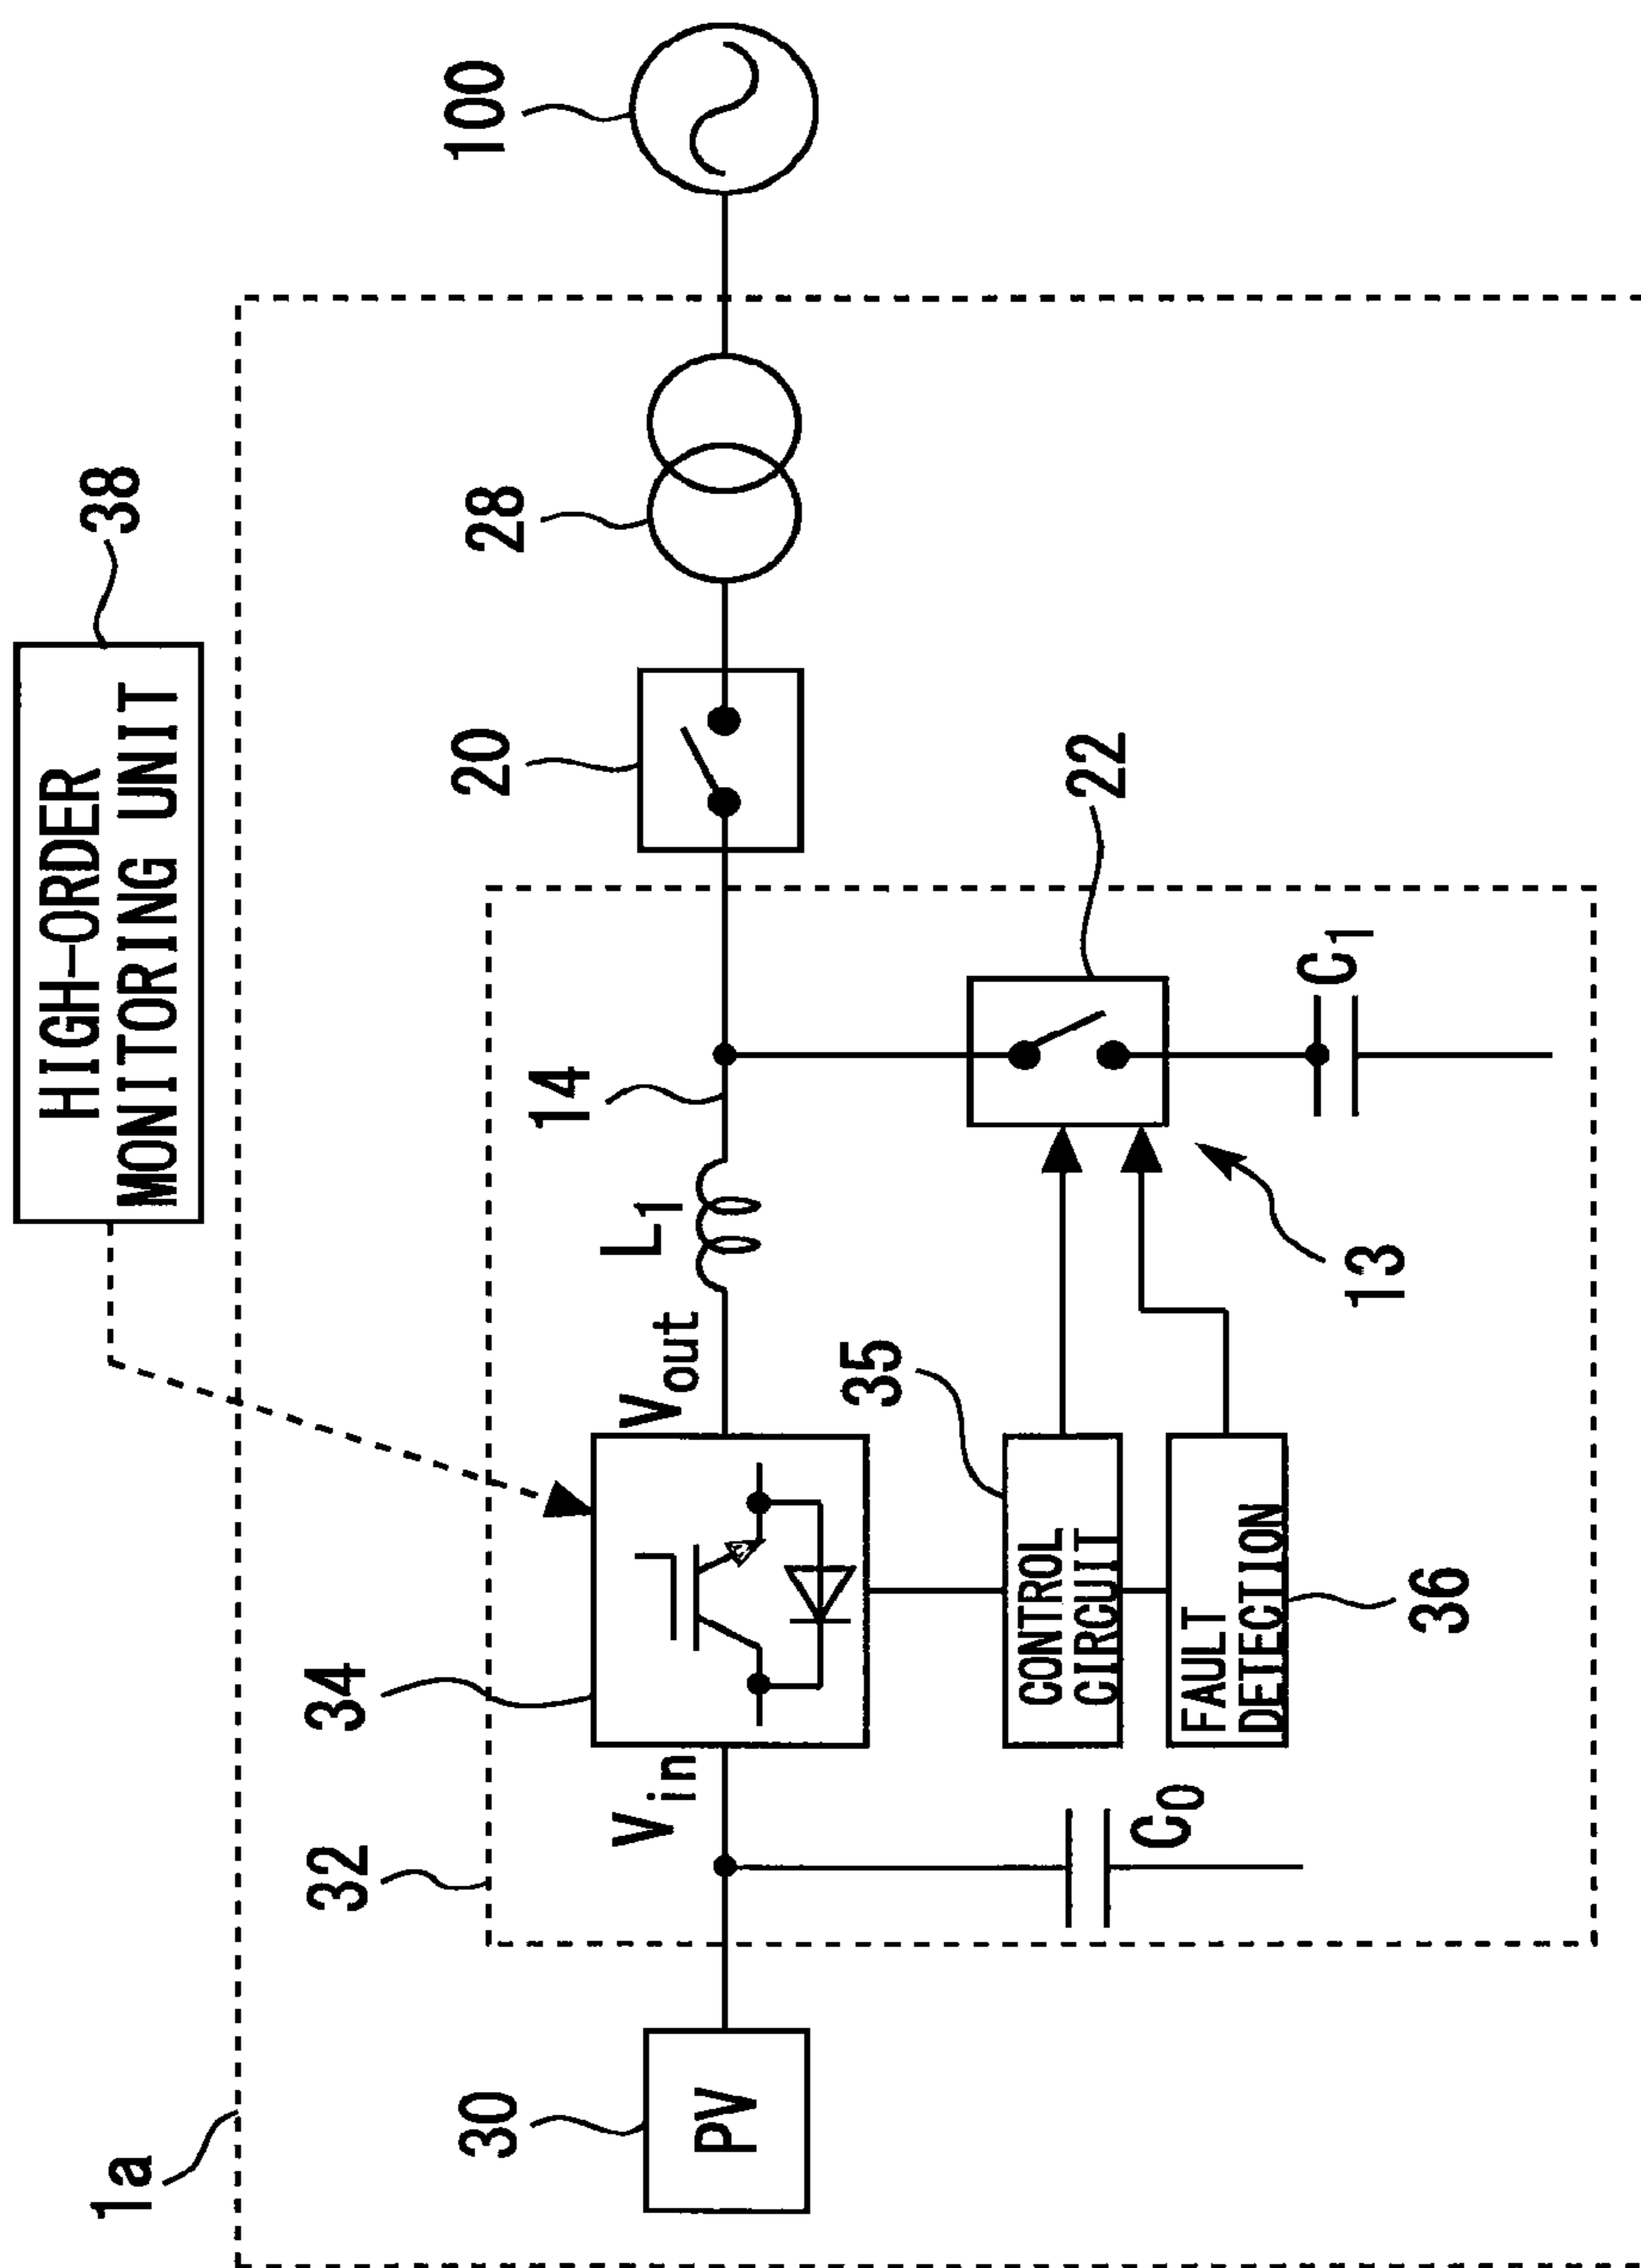 HIGH-ORDER
MONITORING UNIT
38
1a
32
34
14
20
28
100
30
PV
Vin
Vout
L1
C0
35
CONTROL
CIRCUIT
FAULT
DETECTION
36
13
22
C1